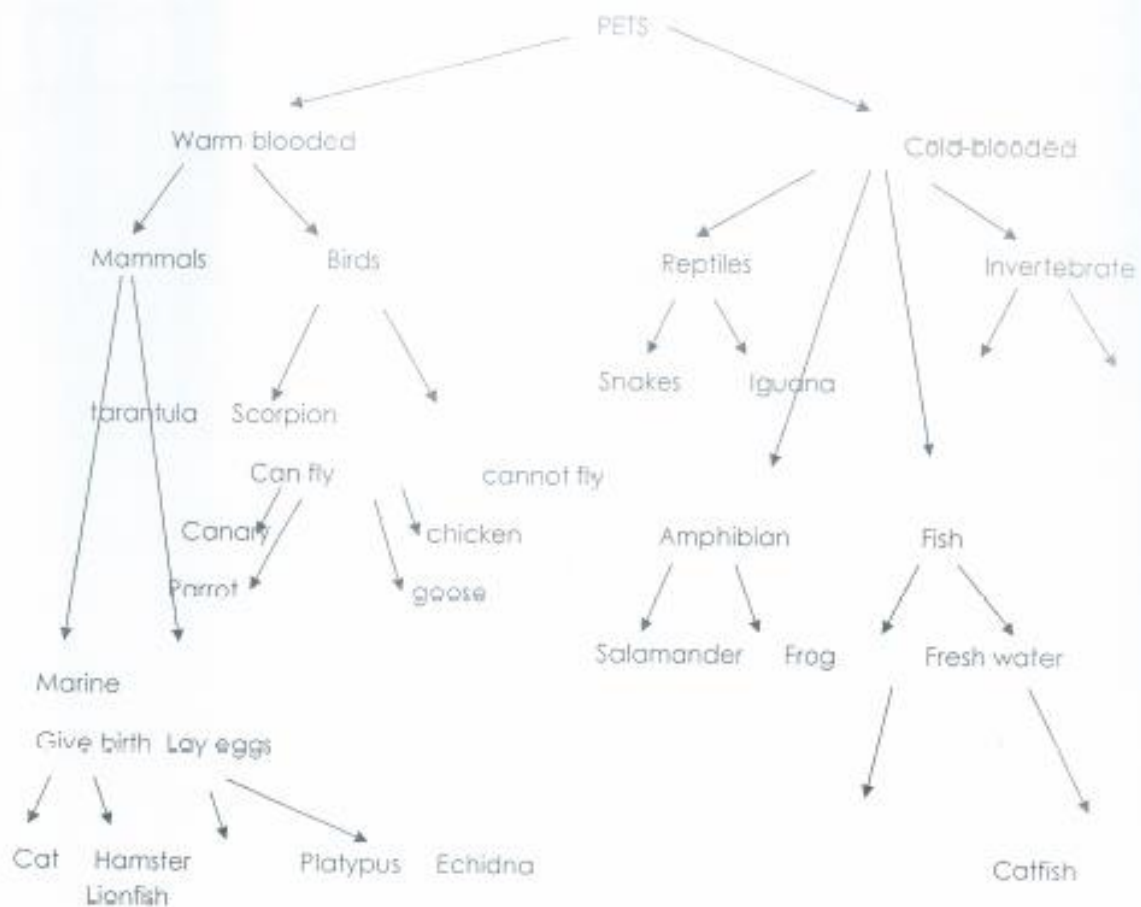 PETS
Warm blooded
Cold-blooded
Mammals
Birds
Reptiles
Invertebrate
Snakes
Iguana
tarantula
Scorpion
Can fly
cannot fly
Canary
chicken
Amphibian
Fish
Parrot
goose
Salamander
Frog
Fresh water
Marine
Give birth
Lay eggs
Cat
Hamster
Platypus
Echidna
Catfish
Lionfish